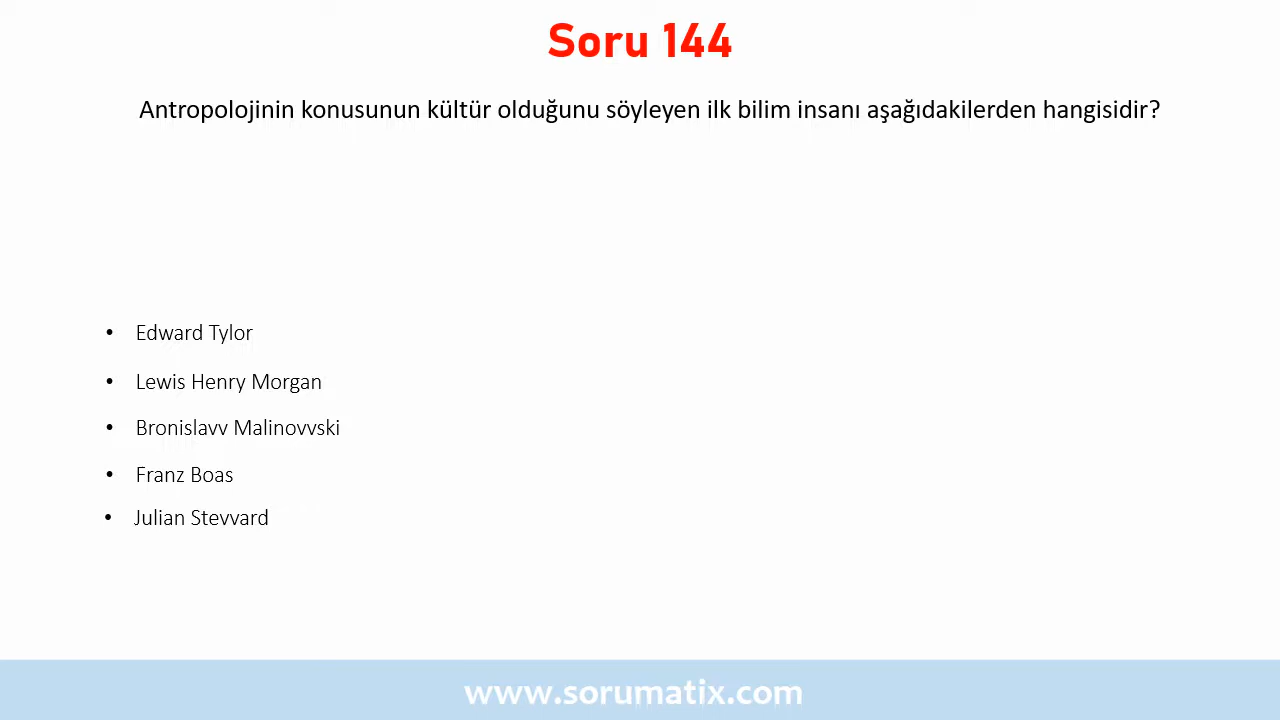 Soru 144
Antropolojinin konusunun kültür olduğunu söyleyen ilk bilim insanı aşağıdakilerden hangisidir?
• Edward Tylor
• Lewis Henry Morgan
• Bronislavv Malinovvski
• Franz Boas
• Julian Stevvard
www.sorumatix.com